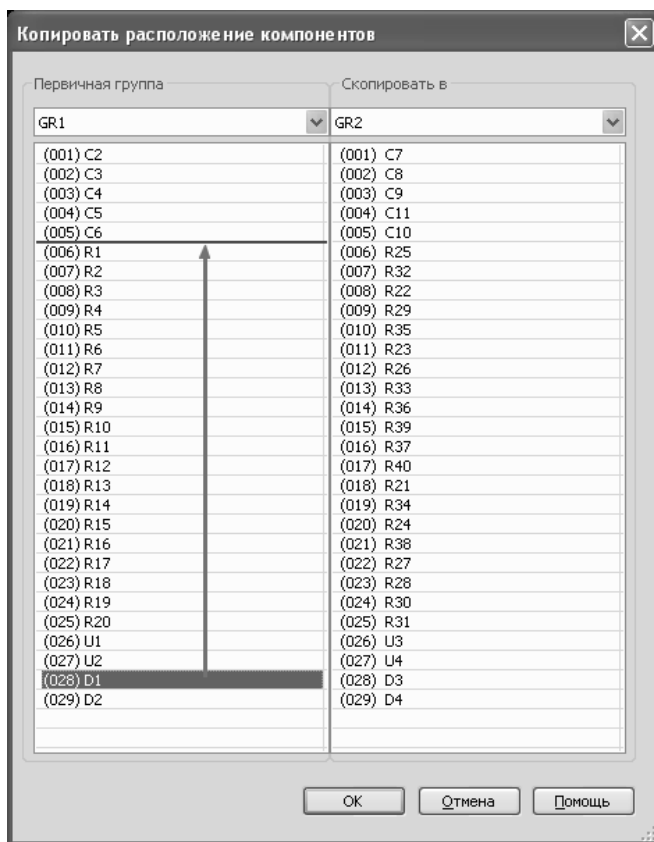 Копировать расположение компонентов
Первичная группа
Скопировать в
GR1
GR2
(001) C2
(002) C3
(003) C4
(004) C5
(005) C6
(006) R1
(007) R2
(008) R3
(009) R4
(010) R5
(011) R6
(012) R7
(013) R8
(014) R9
(015) R10
(016) R11
(017) R12
(018) R13
(019) R14
(020) R15
(021) R16
(022) R17
(023) R18
(024) R19
(025) R20
(026) U1
(027) U2
(028) D1
(029) D2
(001) C7
(002) C8
(003) C9
(004) C11
(005) C10
(006) R25
(007) R32
(008) R22
(009) R29
(010) R35
(011) R23
(012) R26
(013) R33
(014) R36
(015) R39
(016) R37
(017) R40
(018) R21
(019) R34
(020) R24
(021) R38
(022) R27
(023) R28
(024) R30
(025) R31
(026) U3
(027) U4
(028) D3
(029) D4
OK
Отмена
Помощь